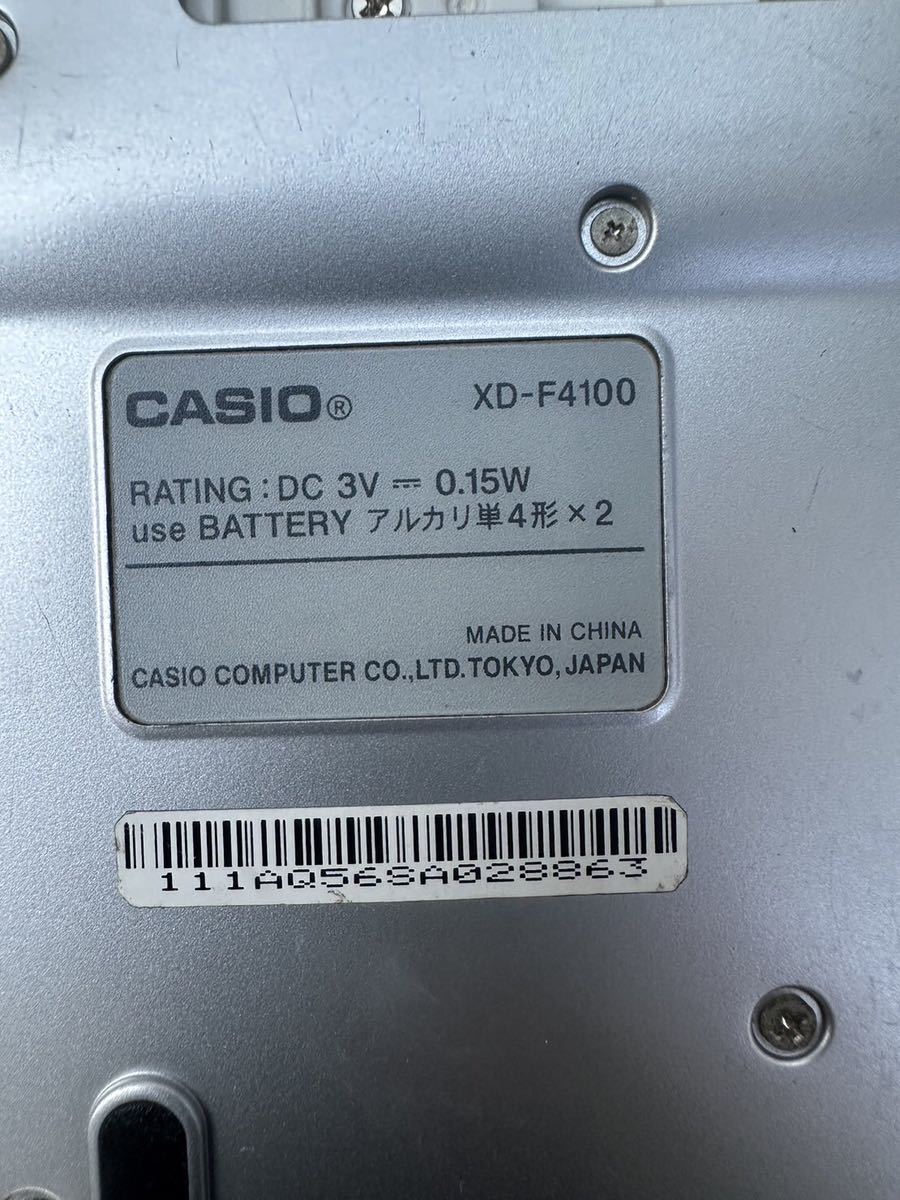 CASIO® XD-F4100
RATING : DC 3V ⎓ 0.15W
use BATTERY アルカリ単4形×2
MADE IN CHINA
CASIO COMPUTER CO.,LTD.TOKYO, JAPAN
111AQ56SA028863